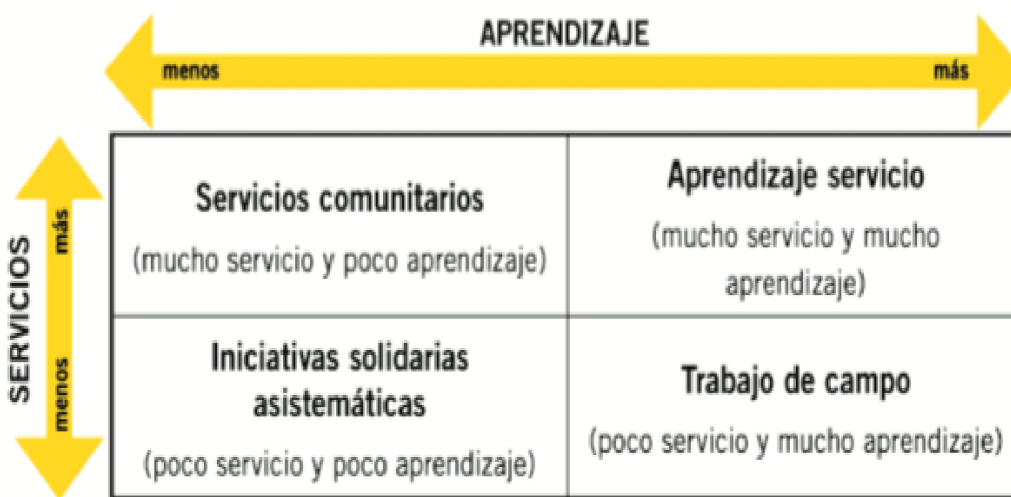 APRENDIZAJE
menos
más
SERVICIOS
más
menos
Servicios comunitarios
(mucho servicio y poco aprendizaje)
Aprendizaje servicio
(mucho servicio y mucho
aprendizaje)
Iniciativas solidarias
asistemáticas
(poco servicio y poco aprendizaje)
Trabajo de campo
(poco servicio y mucho aprendizaje)